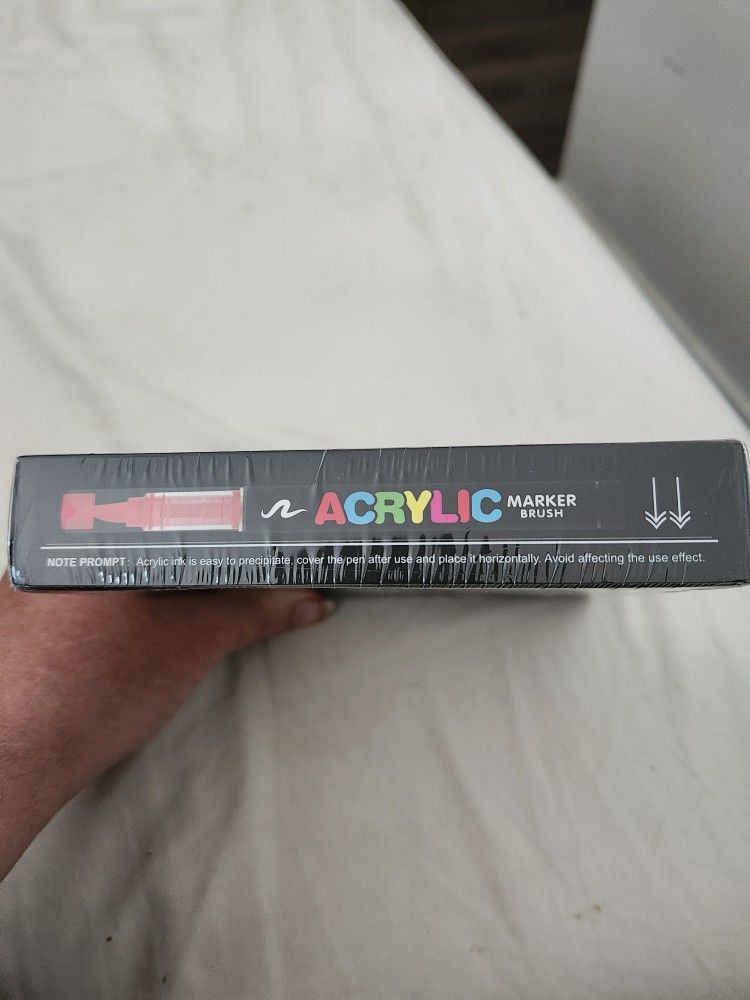 ACRYLIC MARKER
BRUSH
NOTE PROMPT: Acrylic ink is easy to precipitate, cover the pen after use and place it horizontally. Avoid affecting the use effect.